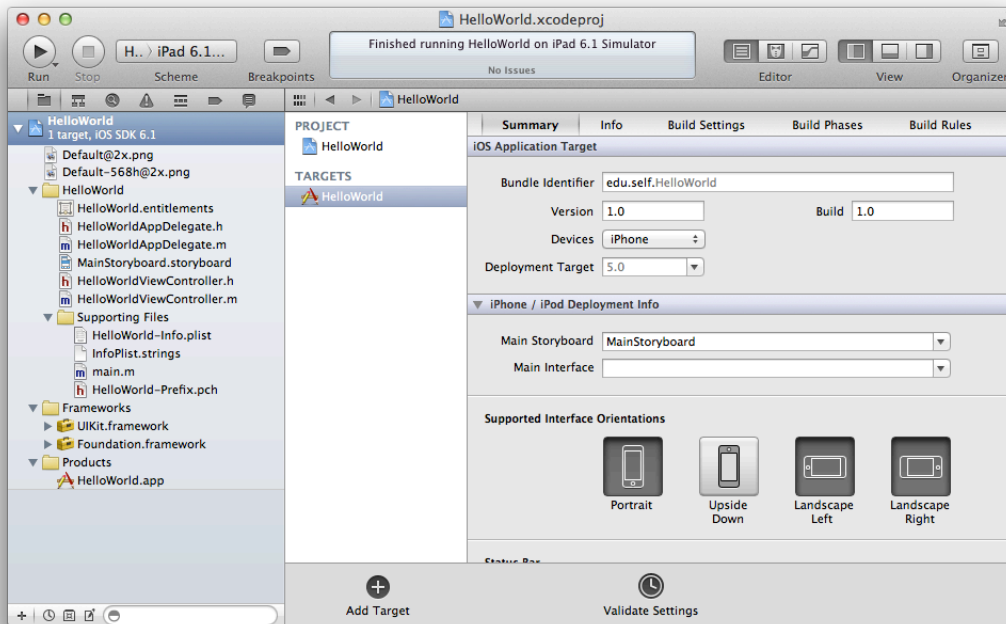 HelloWorld.xcodeproj
H.. › iPad 6.1...
Finished running HelloWorld on iPad 6.1 Simulator
No Issues
Run Stop Scheme Breakpoints Editor View Organizer
HelloWorld
HelloWorld
1 target, iOS SDK 6.1
Default@2x.png
Default-568h@2x.png
HelloWorld
HelloWorld.entitlements
h HelloWorldAppDelegate.h
m HelloWorldAppDelegate.m
MainStoryboard.storyboard
h HelloWorldViewController.h
m HelloWorldViewController.m
Supporting Files
HelloWorld-Info.plist
InfoPlist.strings
m main.m
h HelloWorld-Prefix.pch
Frameworks
UIKit.framework
Foundation.framework
Products
HelloWorld.app
PROJECT
HelloWorld
TARGETS
HelloWorld
Summary Info Build Settings Build Phases Build Rules
iOS Application Target
Bundle Identifier edu.self.HelloWorld
Version 1.0 Build 1.0
Devices iPhone
Deployment Target 5.0
iPhone / iPod Deployment Info
Main Storyboard MainStoryboard
Main Interface
Supported Interface Orientations
Portrait
Upside Down
Landscape Left
Landscape Right
Status Bar
Add Target
Validate Settings